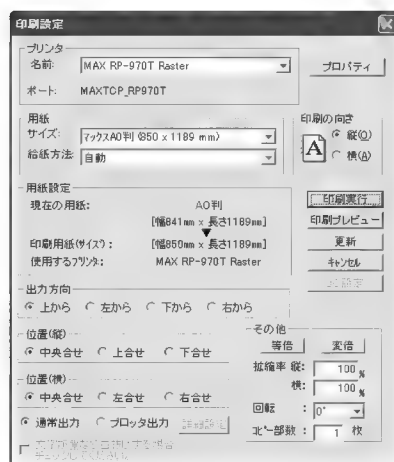 印刷設定
プリンタ
名前: MAX RP-970T Raster プロパティ
ポート: MAXTCP_RP970T
用紙
サイズ: マックスA0判 (850 x 1189 mm)
給紙方法: 自動
印刷の向き
A
縦(O)
横(A)
用紙設定
現在の用紙: A0判
[幅841mm x 長さ1189mm]
印刷用紙(サイズ): [幅850mm x 長さ1189mm]
使用するプリンタ: MAX RP-970T Raster
印刷実行
印刷プレビュー
更新
キャンセル
出力方向
上から 左から 下から 右から
位置(縦)
中央合せ 上合せ 下合せ
位置(横)
中央合せ 左合せ 右合せ
通常出力 プロッタ出力 詳細設定
その他
等倍 変倍
拡縮率 縦: 100 %
横: 100 %
回転 : 0°
コピー部数 : 1 枚